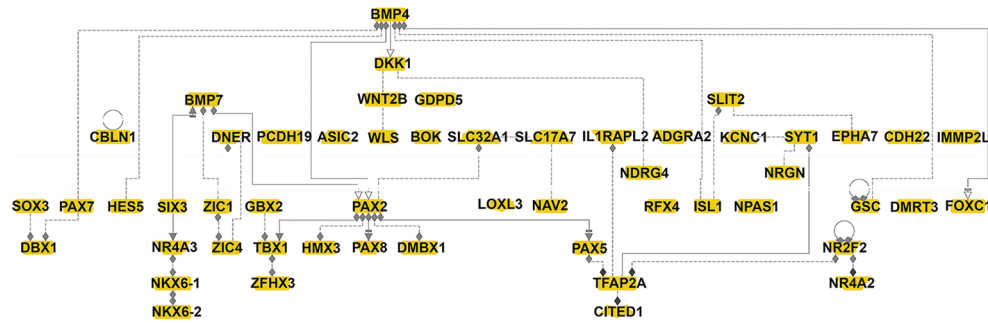 BMP4
DKK1
BMP7 WNT2B GDPD5 SLIT2
CBLN1 DNER PCDH19 ASIC2 WLS BOK SLC32A1 SLC17A7 IL1RAPL2 ADGRA2 KCNC1 SYT1 EPHA7 CDH22 IMMP2L
NDRG4 NRGN
SOX3 PAX7 HES5 SIX3 ZIC1 GBX2 PAX2 LOXL3 NAV2 RFX4 ISL1 NPAS1 GSC DMRT3 FOXC1
DBX1 NR4A3 ZIC4 TBX1 HMX3 PAX8 DMBX1 PAX5 NR2F2
NKX6-1 ZFHX3 TFAP2A NR4A2
NKX6-2 CITED1